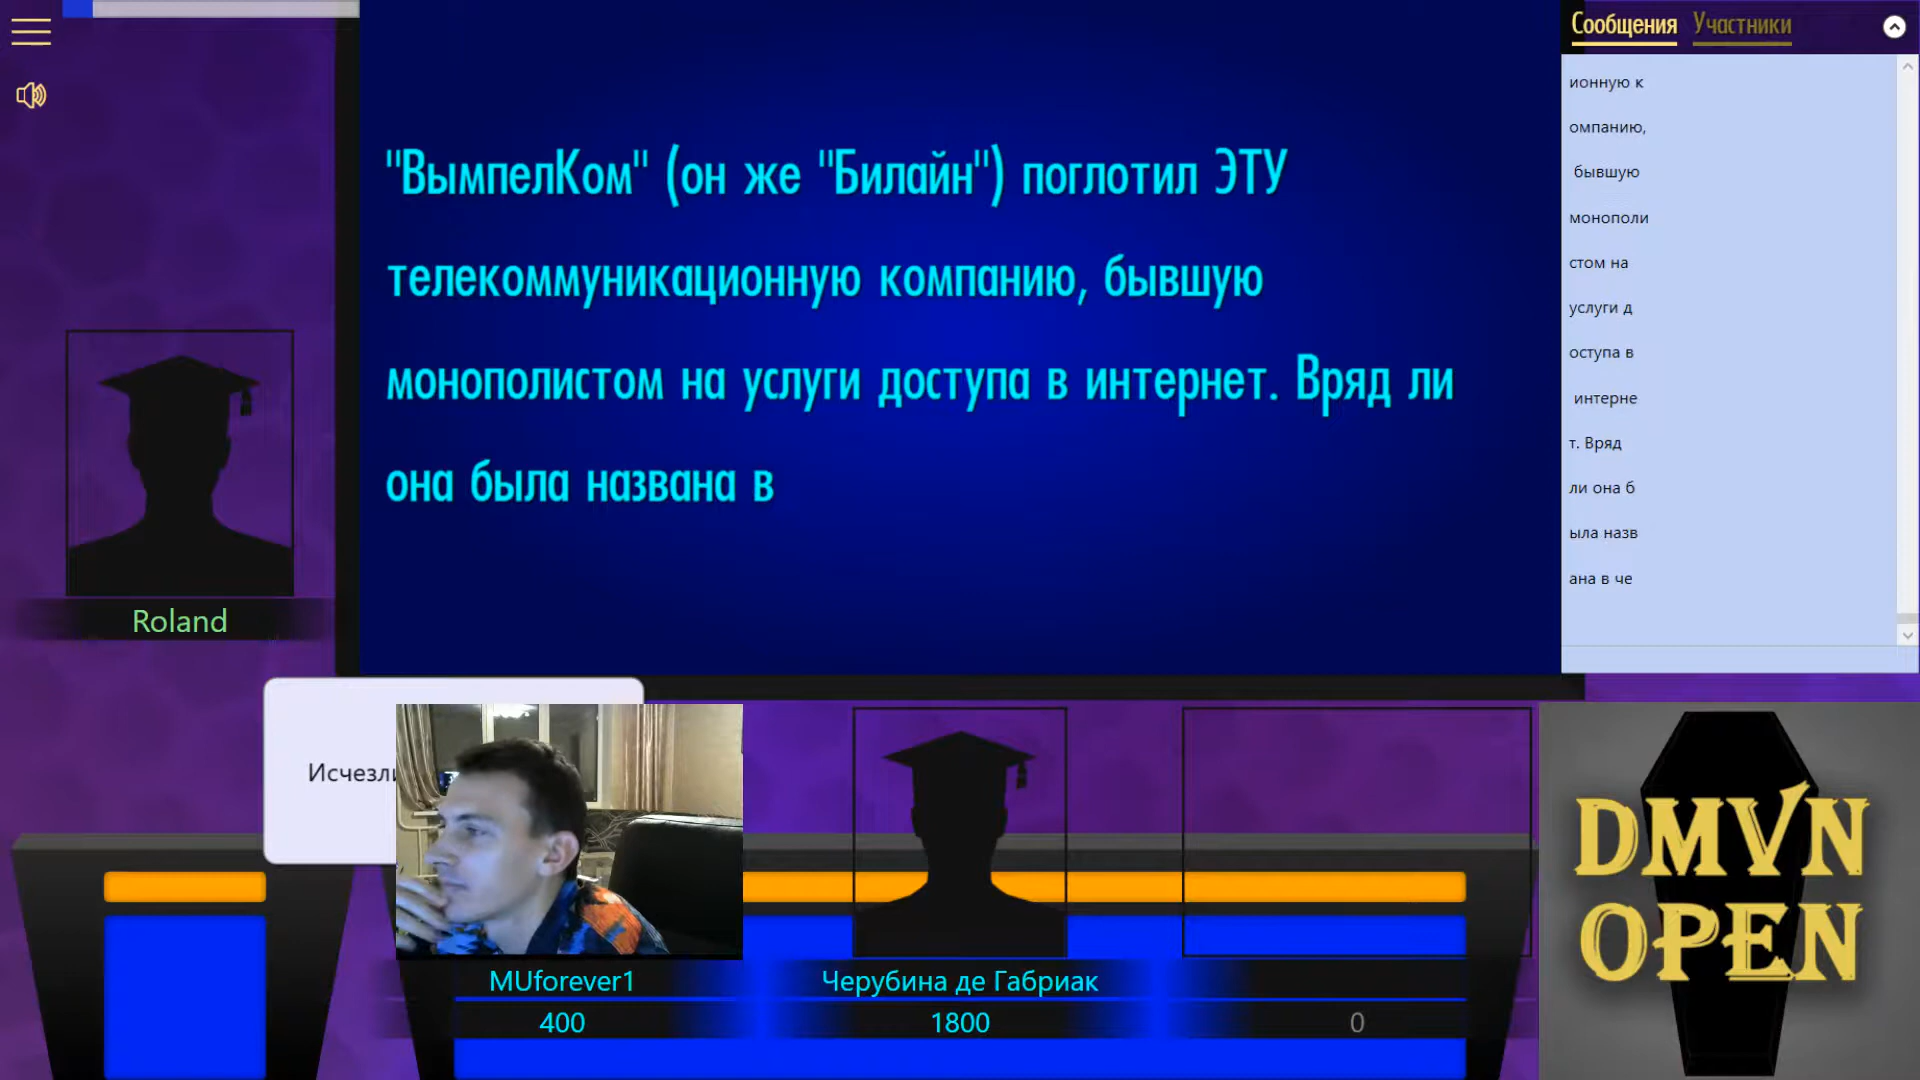 Сообщения Участники
"ВымпелКом" (он же "Билайн") поглотил ЭТУ
телекоммуникационную компанию, бывшую
монополистом на услуги доступа в интернет. Вряд ли
она была названа в
ионную к
омпанию,
бывшую
монополи
стом на
услуги д
оступа в
интерне
т. Вряд
ли она б
ыла назв
ана в че
Roland
Исчезли
DMVN
OPEN
MUforever1
400
Черубина де Габриак
1800
0